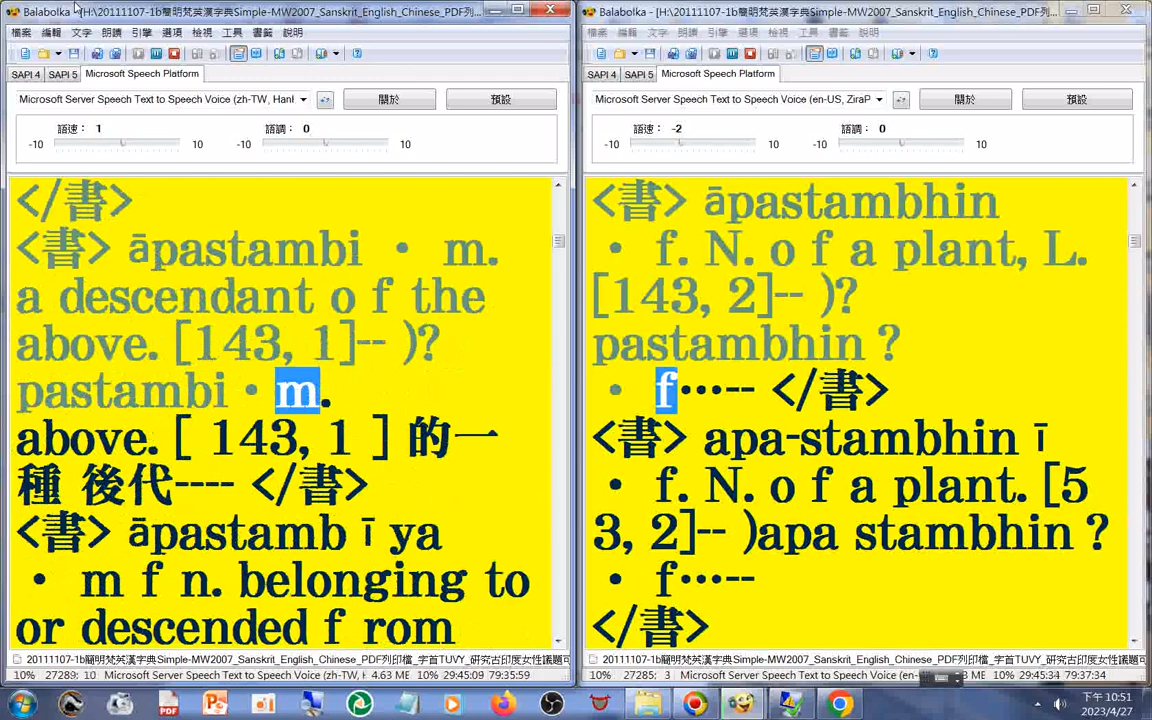 Balabolka - [H:\20111107-1b簡明梵英漢字典Simple-MW2007_Sanskrit_English_Chinese_PDF列...
檔案 編輯 文字 朗讀 引擎 選項 檢視 工具 書籤 說明
SAPI 4 SAPI 5 Microsoft Speech Platform
Microsoft Server Speech Text to Speech Voice (zh-TW, Hanl 關於 預設
語速： 1 語調： 0
-10 10 -10 10
</書>
<書> āpastambi • m.
a descendant o f the
above. [143, 1]-- )?
pastambi • m.
above. [ 143, 1 ] 的一
種 後代---- </書>
<書> āpastamb ī ya
• m f n. belonging to
or descended f rom
20111107-1b簡明梵英漢字典Simple-MW2007_Sanskrit_English_Chinese_PDF列印檔_字首TUVY_研究古印度女性議題可
10% 27289: 10 Microsoft Server Speech Text to Speech Voice (zh-TW, H 4.63 MB 10% 29:45:09 79:35:59
Balabolka - [H:\20111107-1b簡明梵英漢字典Simple-MW2007_Sanskrit_English_Chinese_PDF列印...
檔案 編輯 文字 朗讀 引擎 選項 檢視 工具 書籤 說明
SAPI 4 SAPI 5 Microsoft Speech Platform
Microsoft Server Speech Text to Speech Voice (en-US, ZiraP 關於 預設
語速： -2 語調： 0
-10 10 -10 10
<書> āpastambhin
• f. N. o f a plant, L.
[143, 2]-- )?
pastambhin ?
• f…-- </書>
<書> apa-stambhin ī
• f. N. o f a plant. [5
3, 2]-- )apa stambhin ?
• f…--
</書>
20111107-1b簡明梵英漢字典Simple-MW2007_Sanskrit_English_Chinese_PDF列印檔_字首TUVY_研究古印度女性議題可
10% 27285: 3 Microsoft Server Speech Text to Speech Voice MB 10% 29:45:34 79:37:34
下午 10:51
2023/4/27